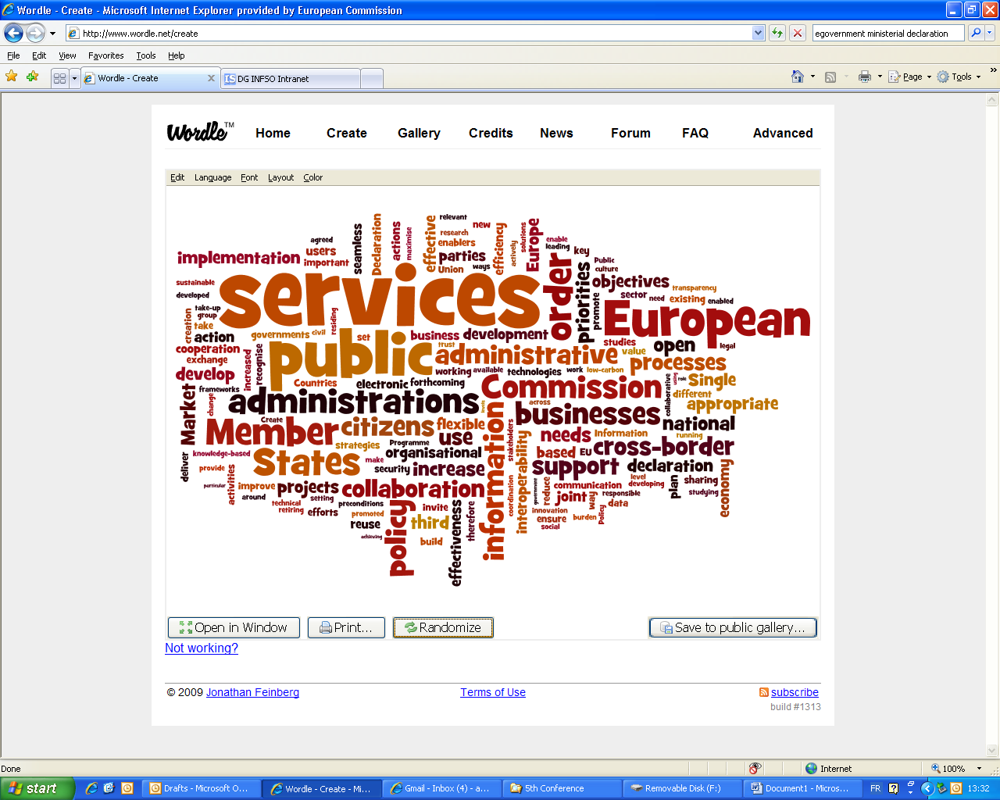 Wordle - Create - Microsoft Internet Explorer provided by European Commission
http://www.wordle.net/create
egovernment ministerial declaration
File Edit View Favorites Tools Help
Wordle - Create
DG INFSO Intranet
Page Tools
Wordle™ Home Create Gallery Credits News Forum FAQ Advanced
Edit Language Font Layout Color
relevant
new
research
enablers
effective
efficiency
actively
solutions
Europe
enable
leading
key
agreed
users
important
implementation
seamless
Declaration
actions
maximise
parties
Union
ways
order
priorities
promote
Public
culture
objectives
transparency
sector
need
existing
enabled
sustainable
developed
take-up
group
creation
take
action
services
European
governments
civil
residing
set
business
development
studies
value
open
legal
cooperation
exchange
develop
increased
recognise
public
trust
administrative
working
available
technologies
work
low-carbon
processes
Countries
electronic
forthcoming
Commission
collaborative
using
role
Single
different
appropriate
frameworks
Market
change
administrations
levels
across
businesses
national
running
Create
Member
citizens
flexible
use
information
stakeholders
needs
Information
strategies
Programme
organisational
interoperability
based
EU
cross-border
deliver
knowledge-based
provide
States
make
security
increase
support
declaration
economy
particular
activities
improve
projects
collaboration
coordination
government
reduce
communication
level
developing
plan
sharing
studying
around
setting
technical
retiring
efforts
preconditions
promoted
reuse
achieving
policy
invite
third
build
effectiveness
therefore
joint
way
responsible
data
innovation
ensure
burden
Policy
social
Open in Window Print... Randomize Save to public gallery...
Not working?
© 2009 Jonathan Feinberg Terms of Use subscribe
build #1313
Done Internet 100%
start Drafts - Microsoft O... Wordle - Create - Mi... Gmail - Inbox (4) - a... 5th Conference Removable Disk (F:) Document1 - Micros... FR 13:32